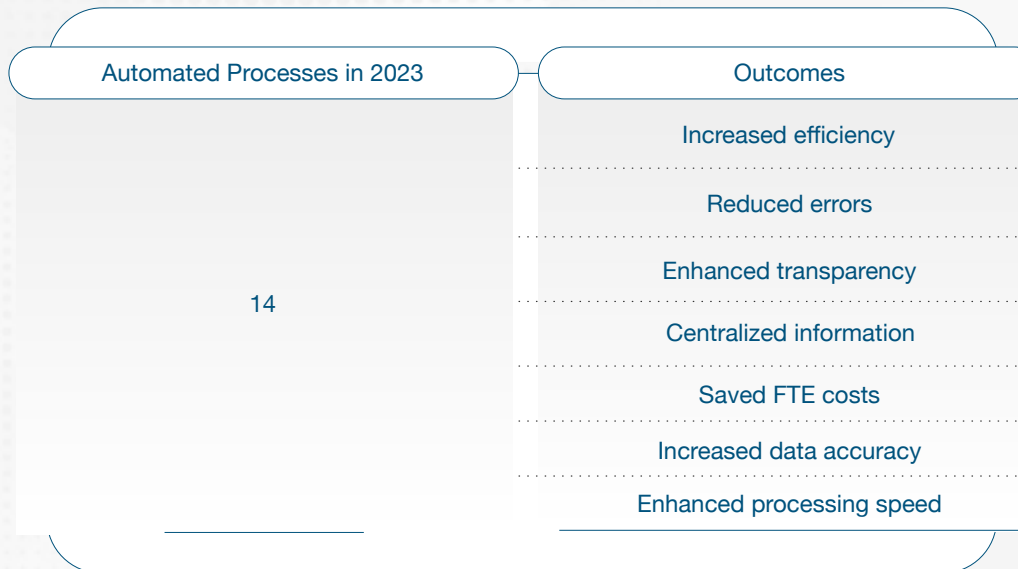 Automated Processes in 2023
Outcomes
14
Increased efficiency
Reduced errors
Enhanced transparency
Centralized information
Saved FTE costs
Increased data accuracy
Enhanced processing speed